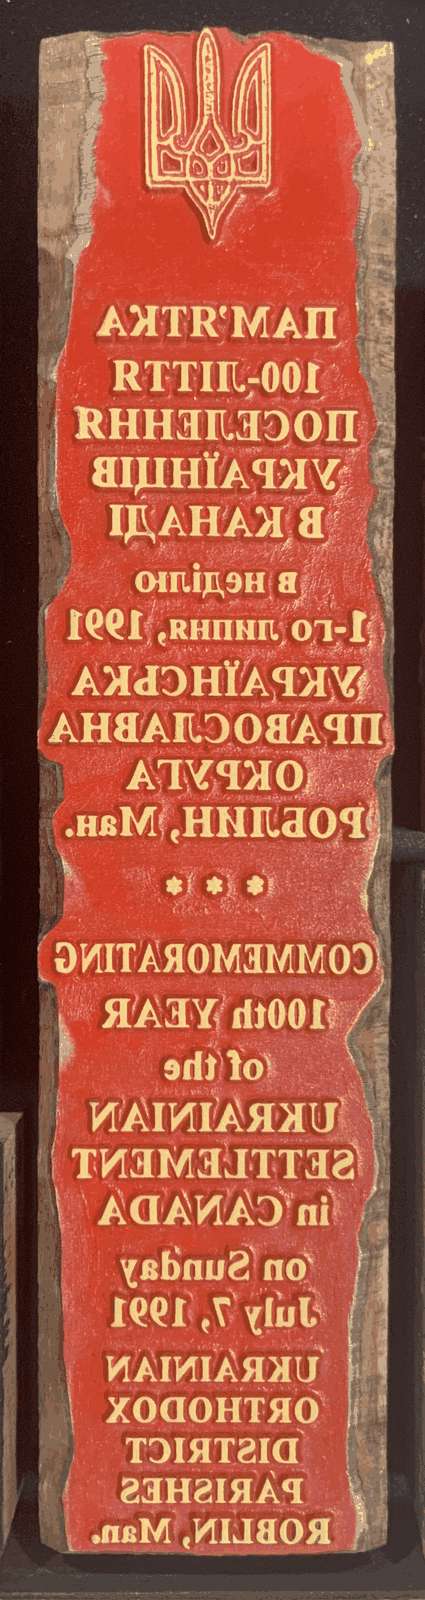 ПАМ'ЯТКА
100-ЛІТТЯ
ПОСЕЛЕННЯ
УКРАЇНЦІВ
В КАНАДІ
в неділю
1-го липня, 1991
УКРАЇНСЬКА
ПРАВОСЛАВНА
ОКРУГА
РОБЛИН, Ман.
* * *
COMMEMORATING
100th YEAR
of the
UKRAINIAN
SETTLEMENT
in CANADA
on Sunday
July 7, 1991
UKRAINIAN
ORTHODOX
DISTRICT
PARISHES
ROBLIN, Man.